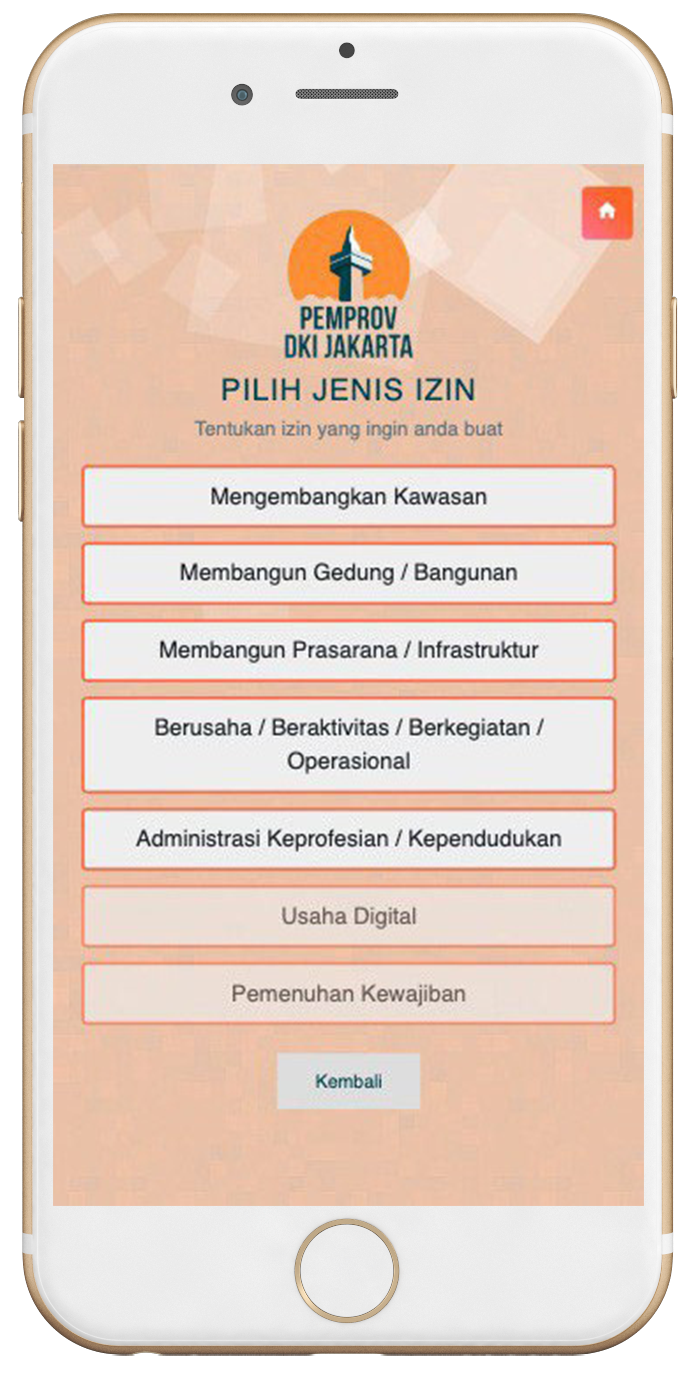 PEMPROV
DKI JAKARTA
PILIH JENIS IZIN
Tentukan izin yang ingin anda buat
Mengembangkan Kawasan
Membangun Gedung / Bangunan
Membangun Prasarana / Infrastruktur
Berusaha / Beraktivitas / Berkegiatan /
Operasional
Administrasi Keprofesian / Kependudukan
Usaha Digital
Pemenuhan Kewajiban
Kembali